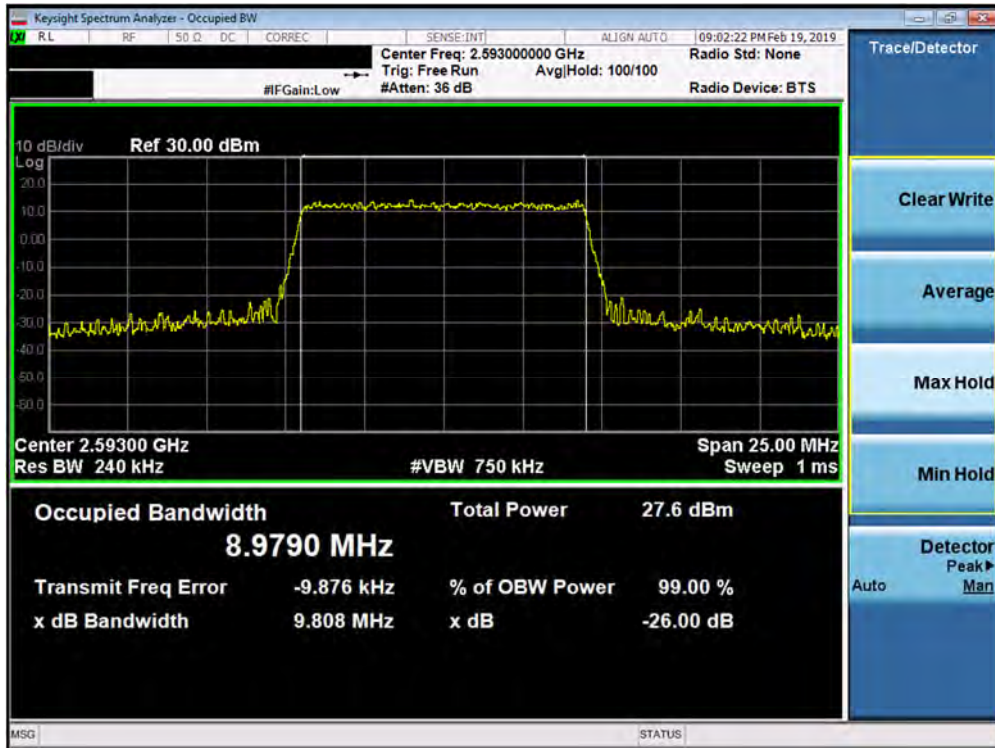 Keysight Spectrum Analyzer - Occupied BW
LXI RL RF 50 Ω DC CORREC SENSE:INT ALIGN AUTO 09:02:22 PM Feb 19, 2019
Center Freq: 2.593000000 GHz Radio Std: None
Trig: Free Run Avg|Hold: 100/100
#IFGain:Low #Atten: 36 dB Radio Device: BTS
10 dB/div Ref 30.00 dBm
Log
20.0
10.0
0.00
-10.0
-20.0
-30.0
-40.0
-50.0
-60.0
Center 2.59300 GHz Span 25.00 MHz
Res BW 240 kHz #VBW 750 kHz Sweep 1 ms
Occupied Bandwidth Total Power 27.6 dBm
8.9790 MHz
Transmit Freq Error -9.876 kHz % of OBW Power 99.00 %
x dB Bandwidth 9.808 MHz x dB -26.00 dB
MSG STATUS
Trace/Detector
Clear Write
Average
Max Hold
Min Hold
Detector
Peak▶
Auto Man